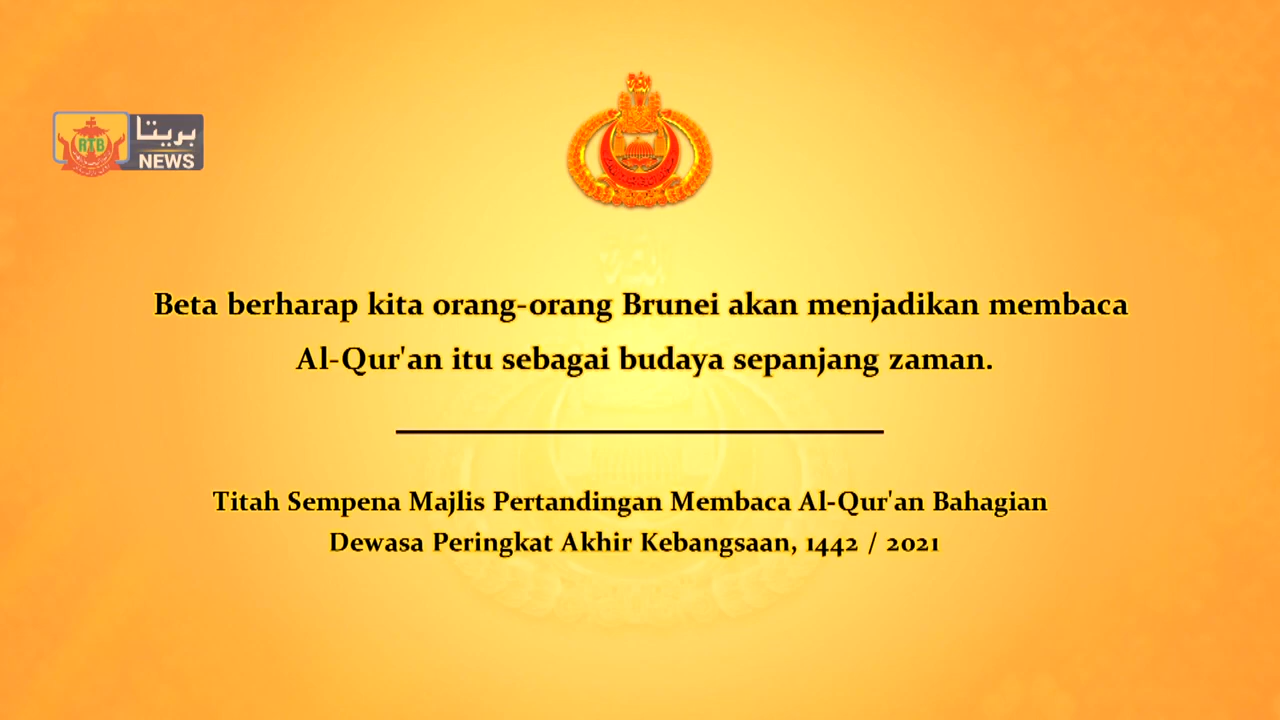 بريتا
RTB
NEWS
Beta berharap kita orang-orang Brunei akan menjadikan membaca
Al-Qur'an itu sebagai budaya sepanjang zaman.
Titah Sempena Majlis Pertandingan Membaca Al-Qur'an Bahagian
Dewasa Peringkat Akhir Kebangsaan, 1442 / 2021